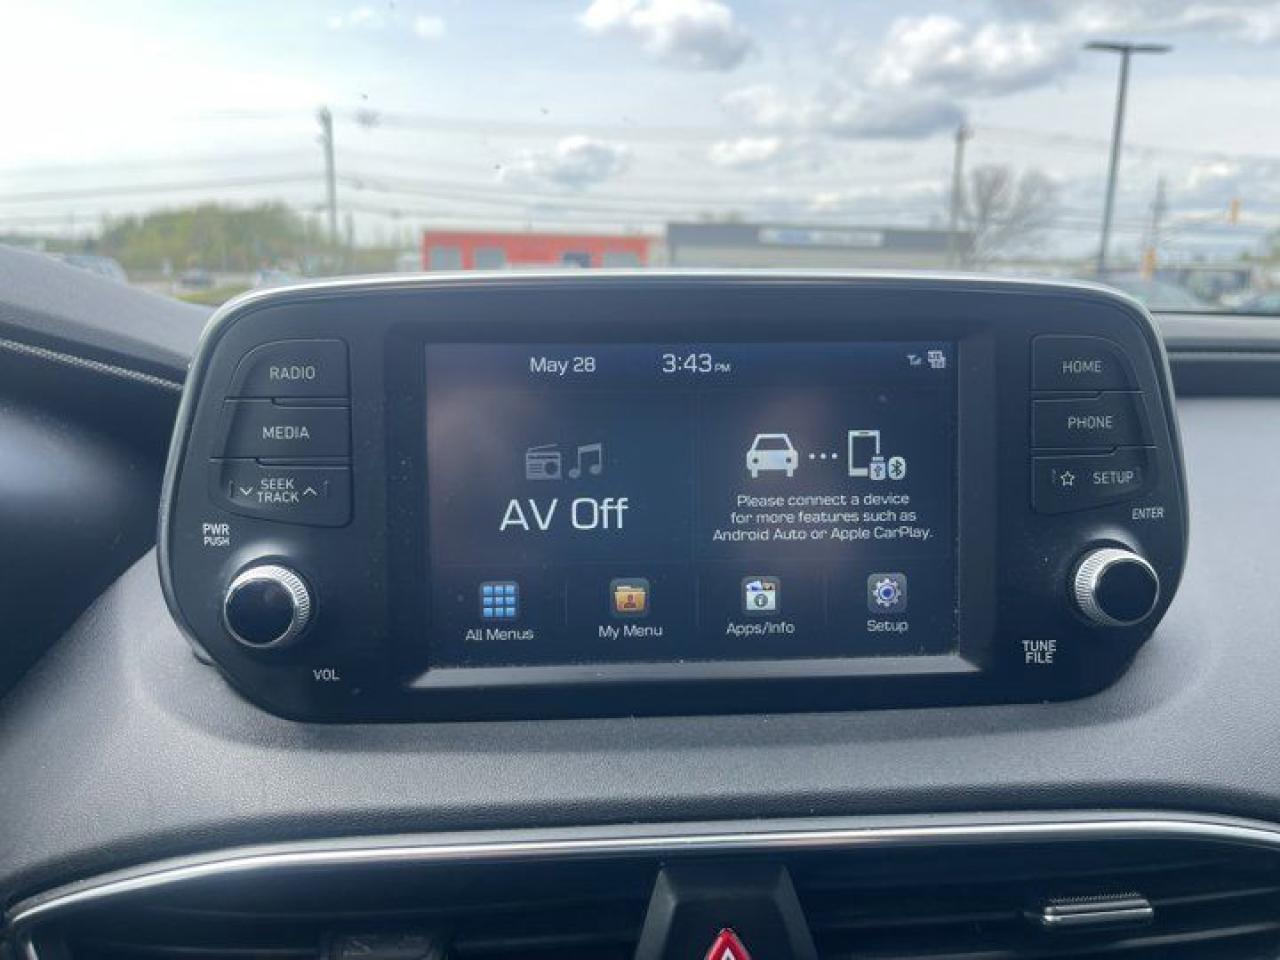 May 28 3:43 PM
RADIO
MEDIA
SEEK
TRACK
PWR
PUSH
VOL
AV Off
Please connect a device
for more features such as
Android Auto or Apple CarPlay.
All Menus
My Menu
Apps/Info
Setup
HOME
PHONE
SETUP
ENTER
TUNE
FILE